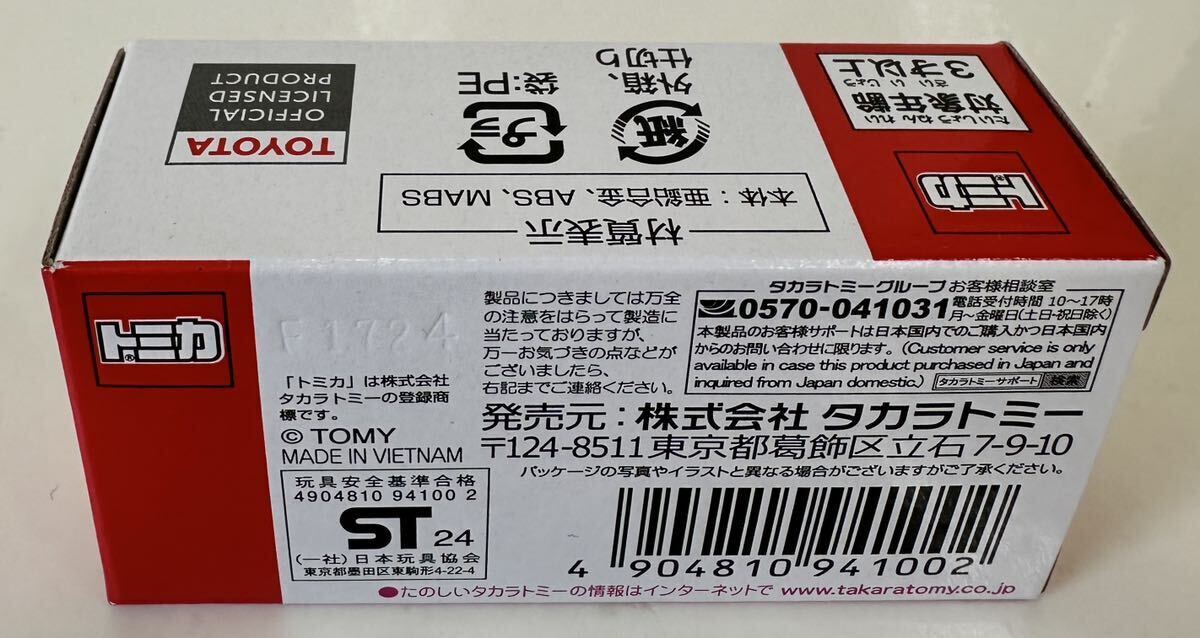 たいしょうねんれい
対象年齢
さい いじょう
3才以上
トミカ®
材質表示
本体：亜鉛合金、ABS、MABS
紙
外箱、
仕切り
プラ
袋:PE
TOYOTA
OFFICIAL
LICENSED
PRODUCT
トミカ®
F1724
「トミカ」は株式会社
タカラトミーの登録商
標です。
© TOMY
MADE IN VIETNAM
玩具安全基準合格
4904810 94100 2
ST 24
(一社)日本玩具協会
東京都墨田区東駒形4-22-4
製品につきましては万全
の注意をはらって製造に
当たっておりますが、
万一お気づきの点などが
ございましたら、
右記までご連絡ください。
タカラトミーグループお客様相談室
0570-041031 電話受付時間 10～17時
月～金曜日(土日・祝日除く)
本製品のお客様サポートは日本国内でのご購入かつ日本国内
からのお問い合わせに限ります。(Customer service is only
available in case this product purchased in Japan and
inquired from Japan domestic.) タカラトミーサポート 検索
発売元：株式会社 タカラトミー
〒124-8511 東京都葛飾区立石7-9-10
パッケージの写真やイラストと異なる場合がございますがご了承ください。
4 904810 941002
●たのしいタカラトミーの情報はインターネットで www.takaratomy.co.jp